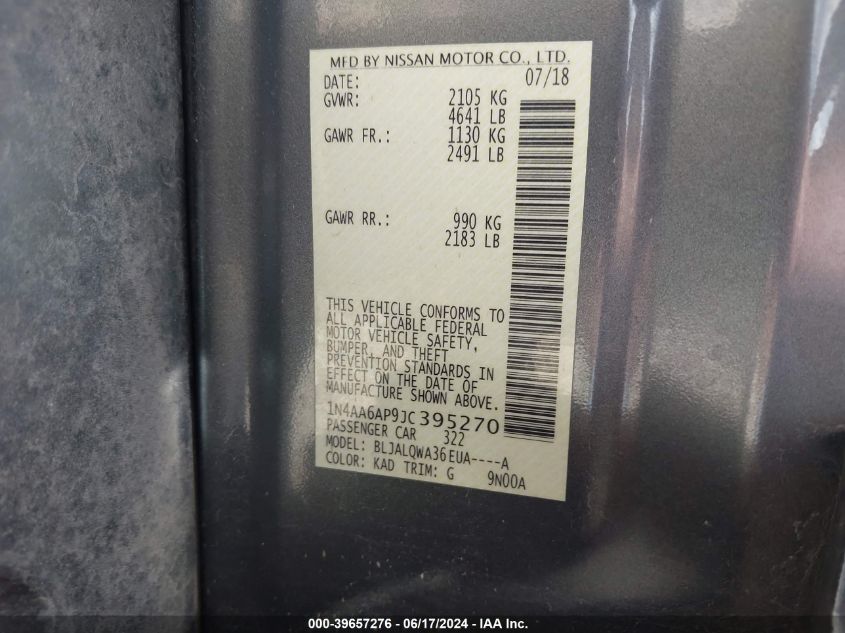 MFD BY NISSAN MOTOR CO., LTD.
DATE: 07/18
GVWR: 2105 KG
4641 LB
GAWR FR.: 1130 KG
2491 LB
GAWR RR.: 990 KG
2183 LB
THIS VEHICLE CONFORMS TO
ALL APPLICABLE FEDERAL
MOTOR VEHICLE SAFETY,
BUMPER, AND THEFT
PREVENTION STANDARDS IN
EFFECT ON THE DATE OF
MANUFACTURE SHOWN ABOVE.
1N4AA6AP9JC395270
PASSENGER CAR 322
MODEL: BLJALQWA36EUA----A
COLOR: KAD TRIM: G 9N00A
000-39657276 - 06/17/2024 - IAA Inc.